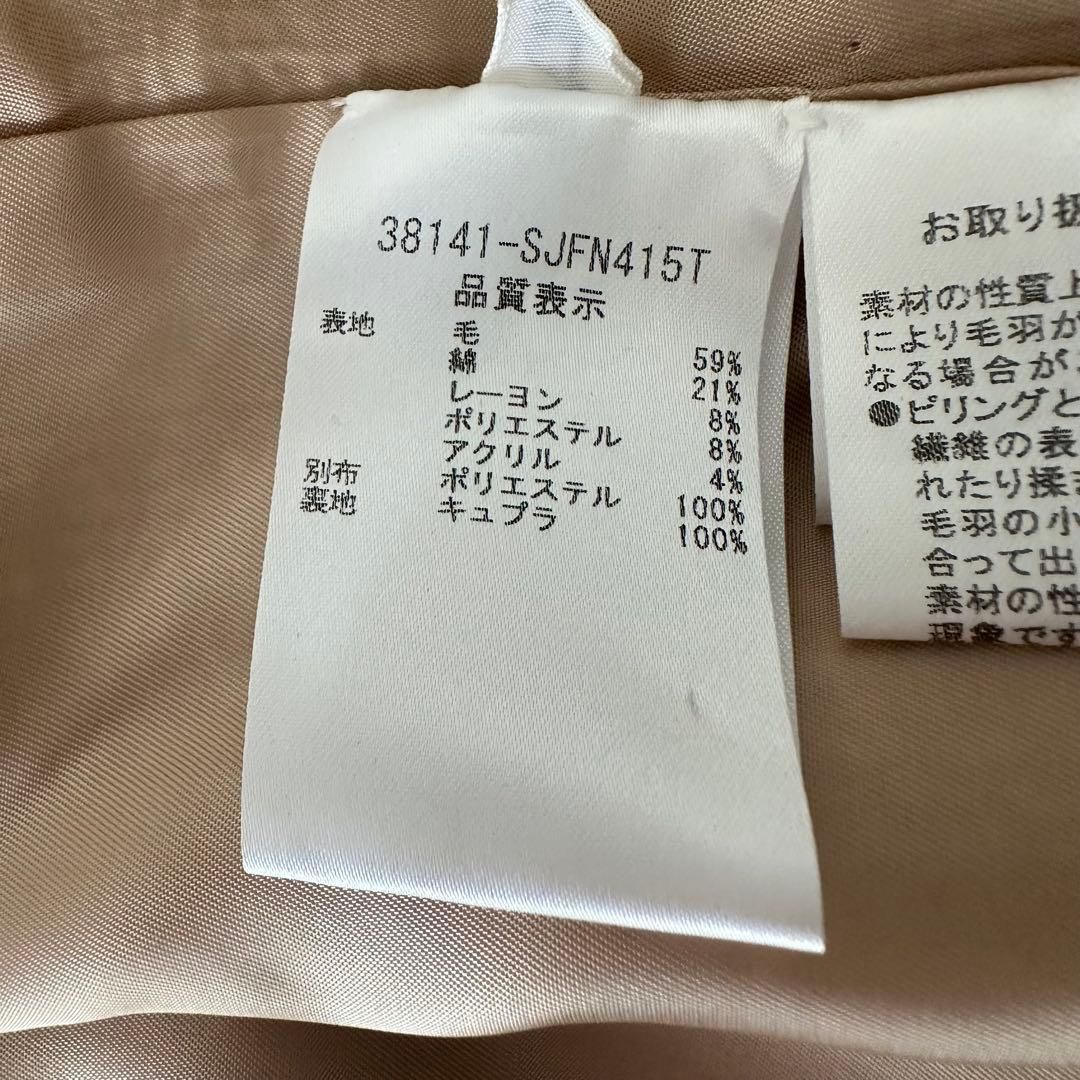 38141-SJFN415T
品質表示
表地 毛 59%
綿 21%
レーヨン 8%
ポリエステル 8%
アクリル 4%
別布 ポリエステル 100%
裏地 キュプラ 100%
お取り扱
素材の性質上
により毛羽が
なる場合が
●ピリングと
繊維の表
れたり揉ま
毛羽の小
合って出
素材の性
現象です